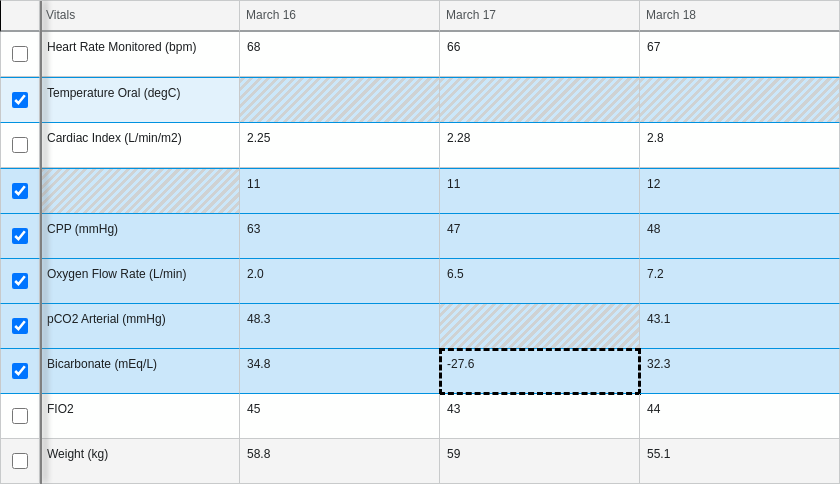 Vitals March 16 March 17 March 18
Heart Rate Monitored (bpm) 68 66 67
Temperature Oral (degC)
Cardiac Index (L/min/m2) 2.25 2.28 2.8
11 11 12
CPP (mmHg) 63 47 48
Oxygen Flow Rate (L/min) 2.0 6.5 7.2
pCO2 Arterial (mmHg) 48.3 43.1
Bicarbonate (mEq/L) 34.8 -27.6 32.3
FIO2 45 43 44
Weight (kg) 58.8 59 55.1